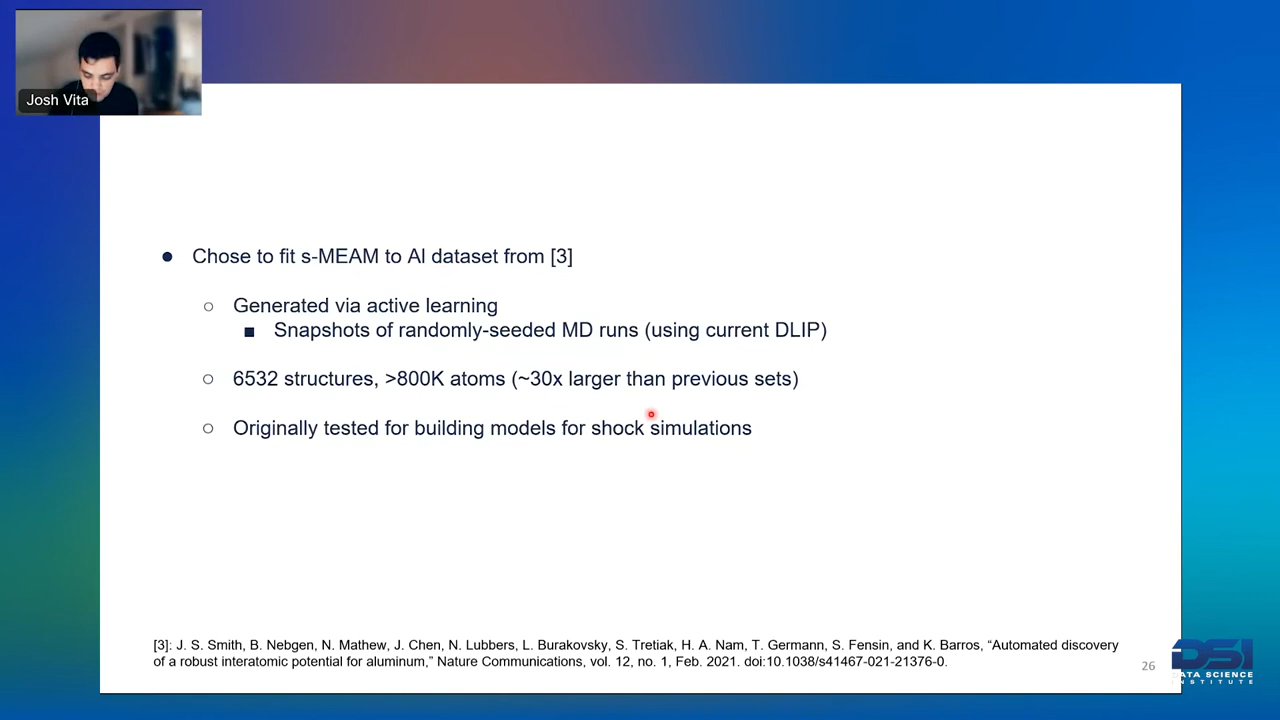 Josh Vita
● Chose to fit s-MEAM to Al dataset from [3]
○ Generated via active learning
■ Snapshots of randomly-seeded MD runs (using current DLIP)
○ 6532 structures, >800K atoms (~30x larger than previous sets)
○ Originally tested for building models for shock simulations
[3]: J. S. Smith, B. Nebgen, N. Mathew, J. Chen, N. Lubbers, L. Burakovsky, S. Tretiak, H. A. Nam, T. Germann, S. Fensin, and K. Barros, “Automated discovery
of a robust interatomic potential for aluminum,” Nature Communications, vol. 12, no. 1, Feb. 2021. doi:10.1038/s41467-021-21376-0.
26
DSI
DATA SCIENCE
INSTITUTE